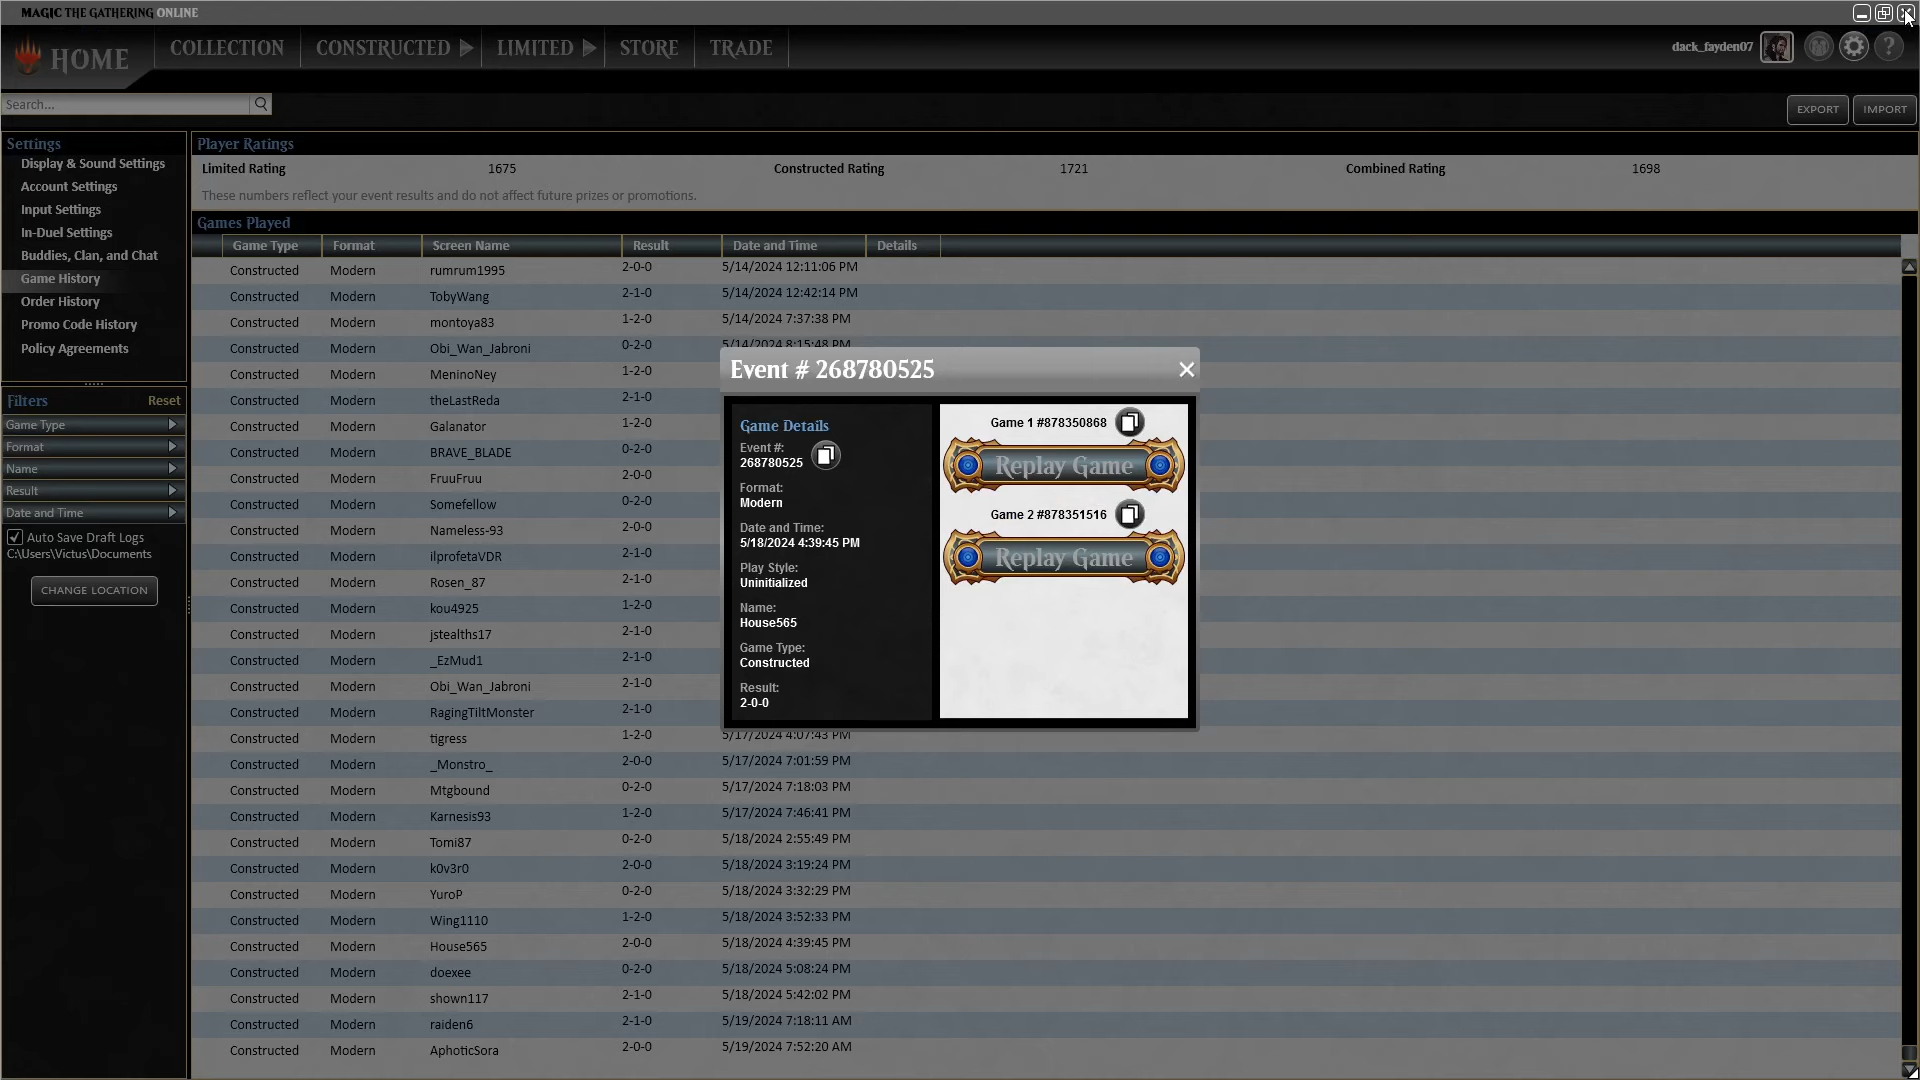 MAGIC THE GATHERING ONLINE
HOME
COLLECTION
CONSTRUCTED
LIMITED
STORE
TRADE
dack_fayden07
?
Search...
EXPORT
IMPORT
Settings
Display & Sound Settings
Account Settings
Input Settings
In-Duel Settings
Buddies, Clan, and Chat
Game History
Order History
Promo Code History
Policy Agreements
Filters Reset
Game Type
Format
Name
Result
Date and Time
Auto Save Draft Logs
C:\Users\Victus\Documents
CHANGE LOCATION
Player Ratings
Limited Rating 1675 Constructed Rating 1721 Combined Rating 1698
These numbers reflect your event results and do not affect future prizes or promotions.
Games Played
Game Type Format Screen Name Result Date and Time Details
Constructed Modern rumrum1995 2-0-0 5/14/2024 12:11:06 PM
Constructed Modern TobyWang 2-1-0 5/14/2024 12:42:14 PM
Constructed Modern montoya83 1-2-0 5/14/2024 7:37:38 PM
Constructed Modern Obi_Wan_Jabroni 0-2-0 5/14/2024 8:15:48 PM
Constructed Modern MeninoNey 1-2-0
Constructed Modern theLastReda 2-1-0
Constructed Modern Galanator 1-2-0
Constructed Modern BRAVE_BLADE 0-2-0
Constructed Modern FruuFruu 2-0-0
Constructed Modern Somefellow 0-2-0
Constructed Modern Nameless-93 2-0-0
Constructed Modern ilprofetaVDR 2-1-0
Constructed Modern Rosen_87 2-1-0
Constructed Modern kou4925 1-2-0
Constructed Modern jstealths17 2-1-0
Constructed Modern _EzMud1 2-1-0
Constructed Modern Obi_Wan_Jabroni 2-1-0
Constructed Modern RagingTiltMonster 2-1-0
Constructed Modern tigress 1-2-0 5/17/2024 4:07:43 PM
Constructed Modern _Monstro_ 2-0-0 5/17/2024 7:01:59 PM
Constructed Modern Mtgbound 0-2-0 5/17/2024 7:18:03 PM
Constructed Modern Karnesis93 1-2-0 5/17/2024 7:46:41 PM
Constructed Modern Tomi87 0-2-0 5/18/2024 2:55:49 PM
Constructed Modern k0v3r0 2-0-0 5/18/2024 3:19:24 PM
Constructed Modern YuroP 0-2-0 5/18/2024 3:32:29 PM
Constructed Modern Wing1110 1-2-0 5/18/2024 3:52:33 PM
Constructed Modern House565 2-0-0 5/18/2024 4:39:45 PM
Constructed Modern doexee 0-2-0 5/18/2024 5:08:24 PM
Constructed Modern shown117 2-1-0 5/18/2024 5:42:02 PM
Constructed Modern raiden6 2-1-0 5/19/2024 7:18:11 AM
Constructed Modern AphoticSora 2-0-0 5/19/2024 7:52:20 AM
Event # 268780525
Game Details
Event #:
268780525
Format:
Modern
Date and Time:
5/18/2024 4:39:45 PM
Play Style:
Uninitialized
Name:
House565
Game Type:
Constructed
Result:
2-0-0
Game 1 #878350868
Replay Game
Game 2 #878351516
Replay Game